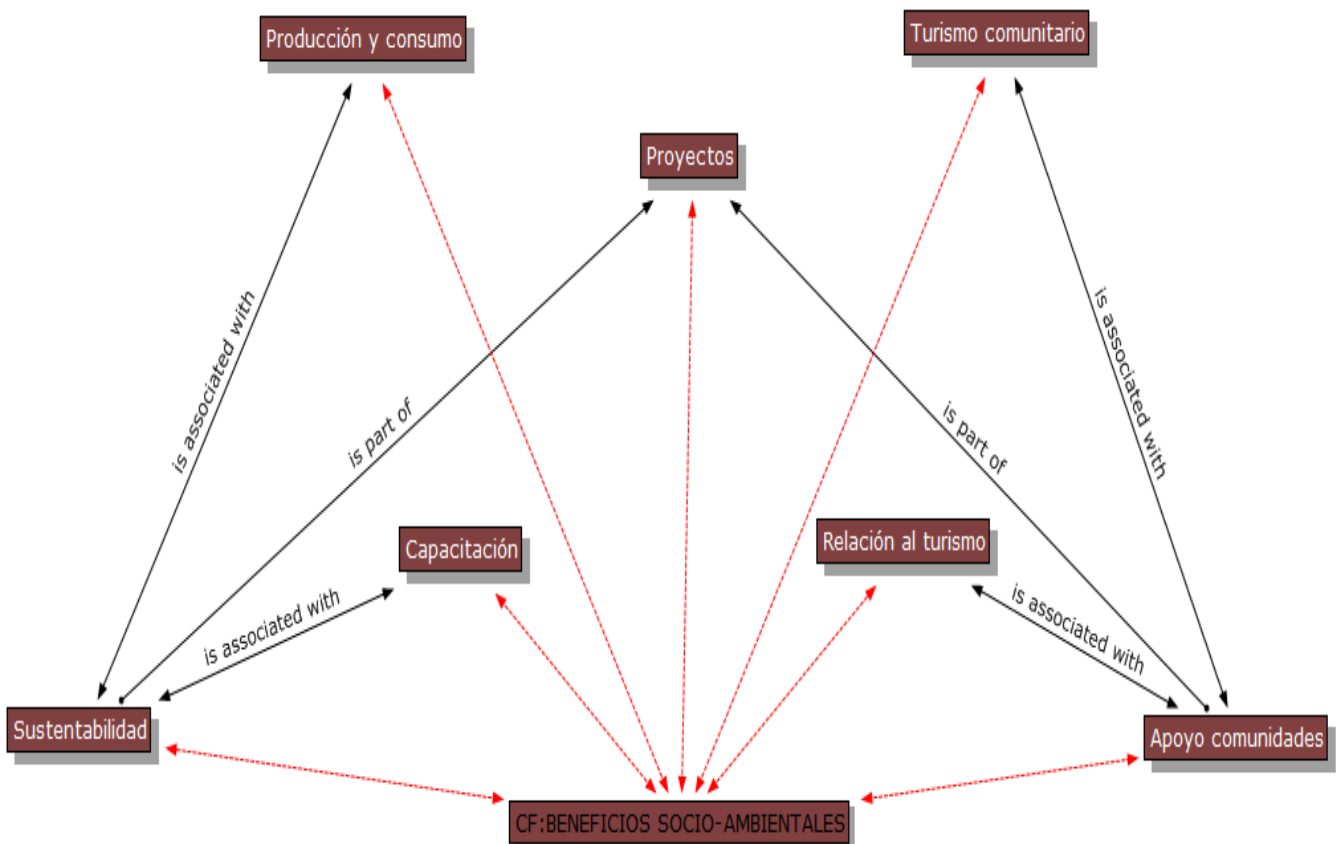 Producción y consumo
Turismo comunitario
Proyectos
is associated with
is part of
is part of
is associated with
Capacitación
Relación al turismo
is associated with
is associated with
Sustentabilidad
Apoyo comunidades
CF:BENEFICIOS SOCIO-AMBIENTALES